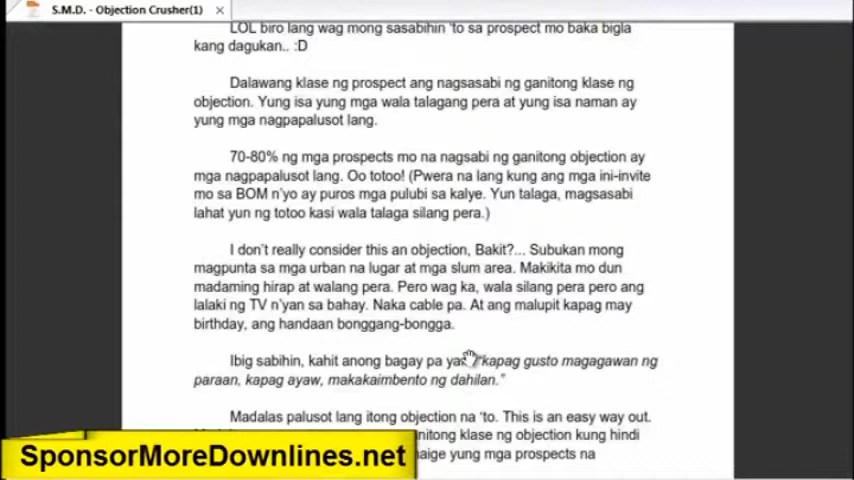 S.M.D. - Objection Crusher(1)
LOL biro lang wag mong sasabihin 'to sa prospect mo baka bigla
kang dagukan.. :D
Dalawang klase ng prospect ang nagsasabi ng ganitong klase ng
objection. Yung isa yung mga wala talagang pera at yung isa naman ay
yung mga nagpapalusot lang.
70-80% ng mga prospects mo na nagsabi ng ganitong objection ay
mga nagpapalusot lang. Oo totoo! (Pwera na lang kung ang mga ini-invite
mo sa BOM n'yo ay puros mga pulubi sa kalye. Yun talaga, magsasabi
lahat yun ng totoo kasi wala talaga silang pera.)
I don't really consider this an objection, Bakit?... Subukan mong
magpunta sa mga urban na lugar at mga slum area. Makikita mo dun
madaming hirap at walang pera. Pero wag ka, wala silang pera pero ang
lalaki ng TV n'yan sa bahay. Naka cable pa. At ang malupit kapag may
birthday, ang handaan bonggang-bongga.
Ibig sabihin, kahit anong bagay pa "kapag gusto magagawan ng
paraan, kapag ayaw, makakaimbento ng dahilan."
Madalas palusot lang itong objection na 'to. This is an easy way out.
klase ng objection kung hindi
yung mga prospects na
SponsorMoreDownlines.net